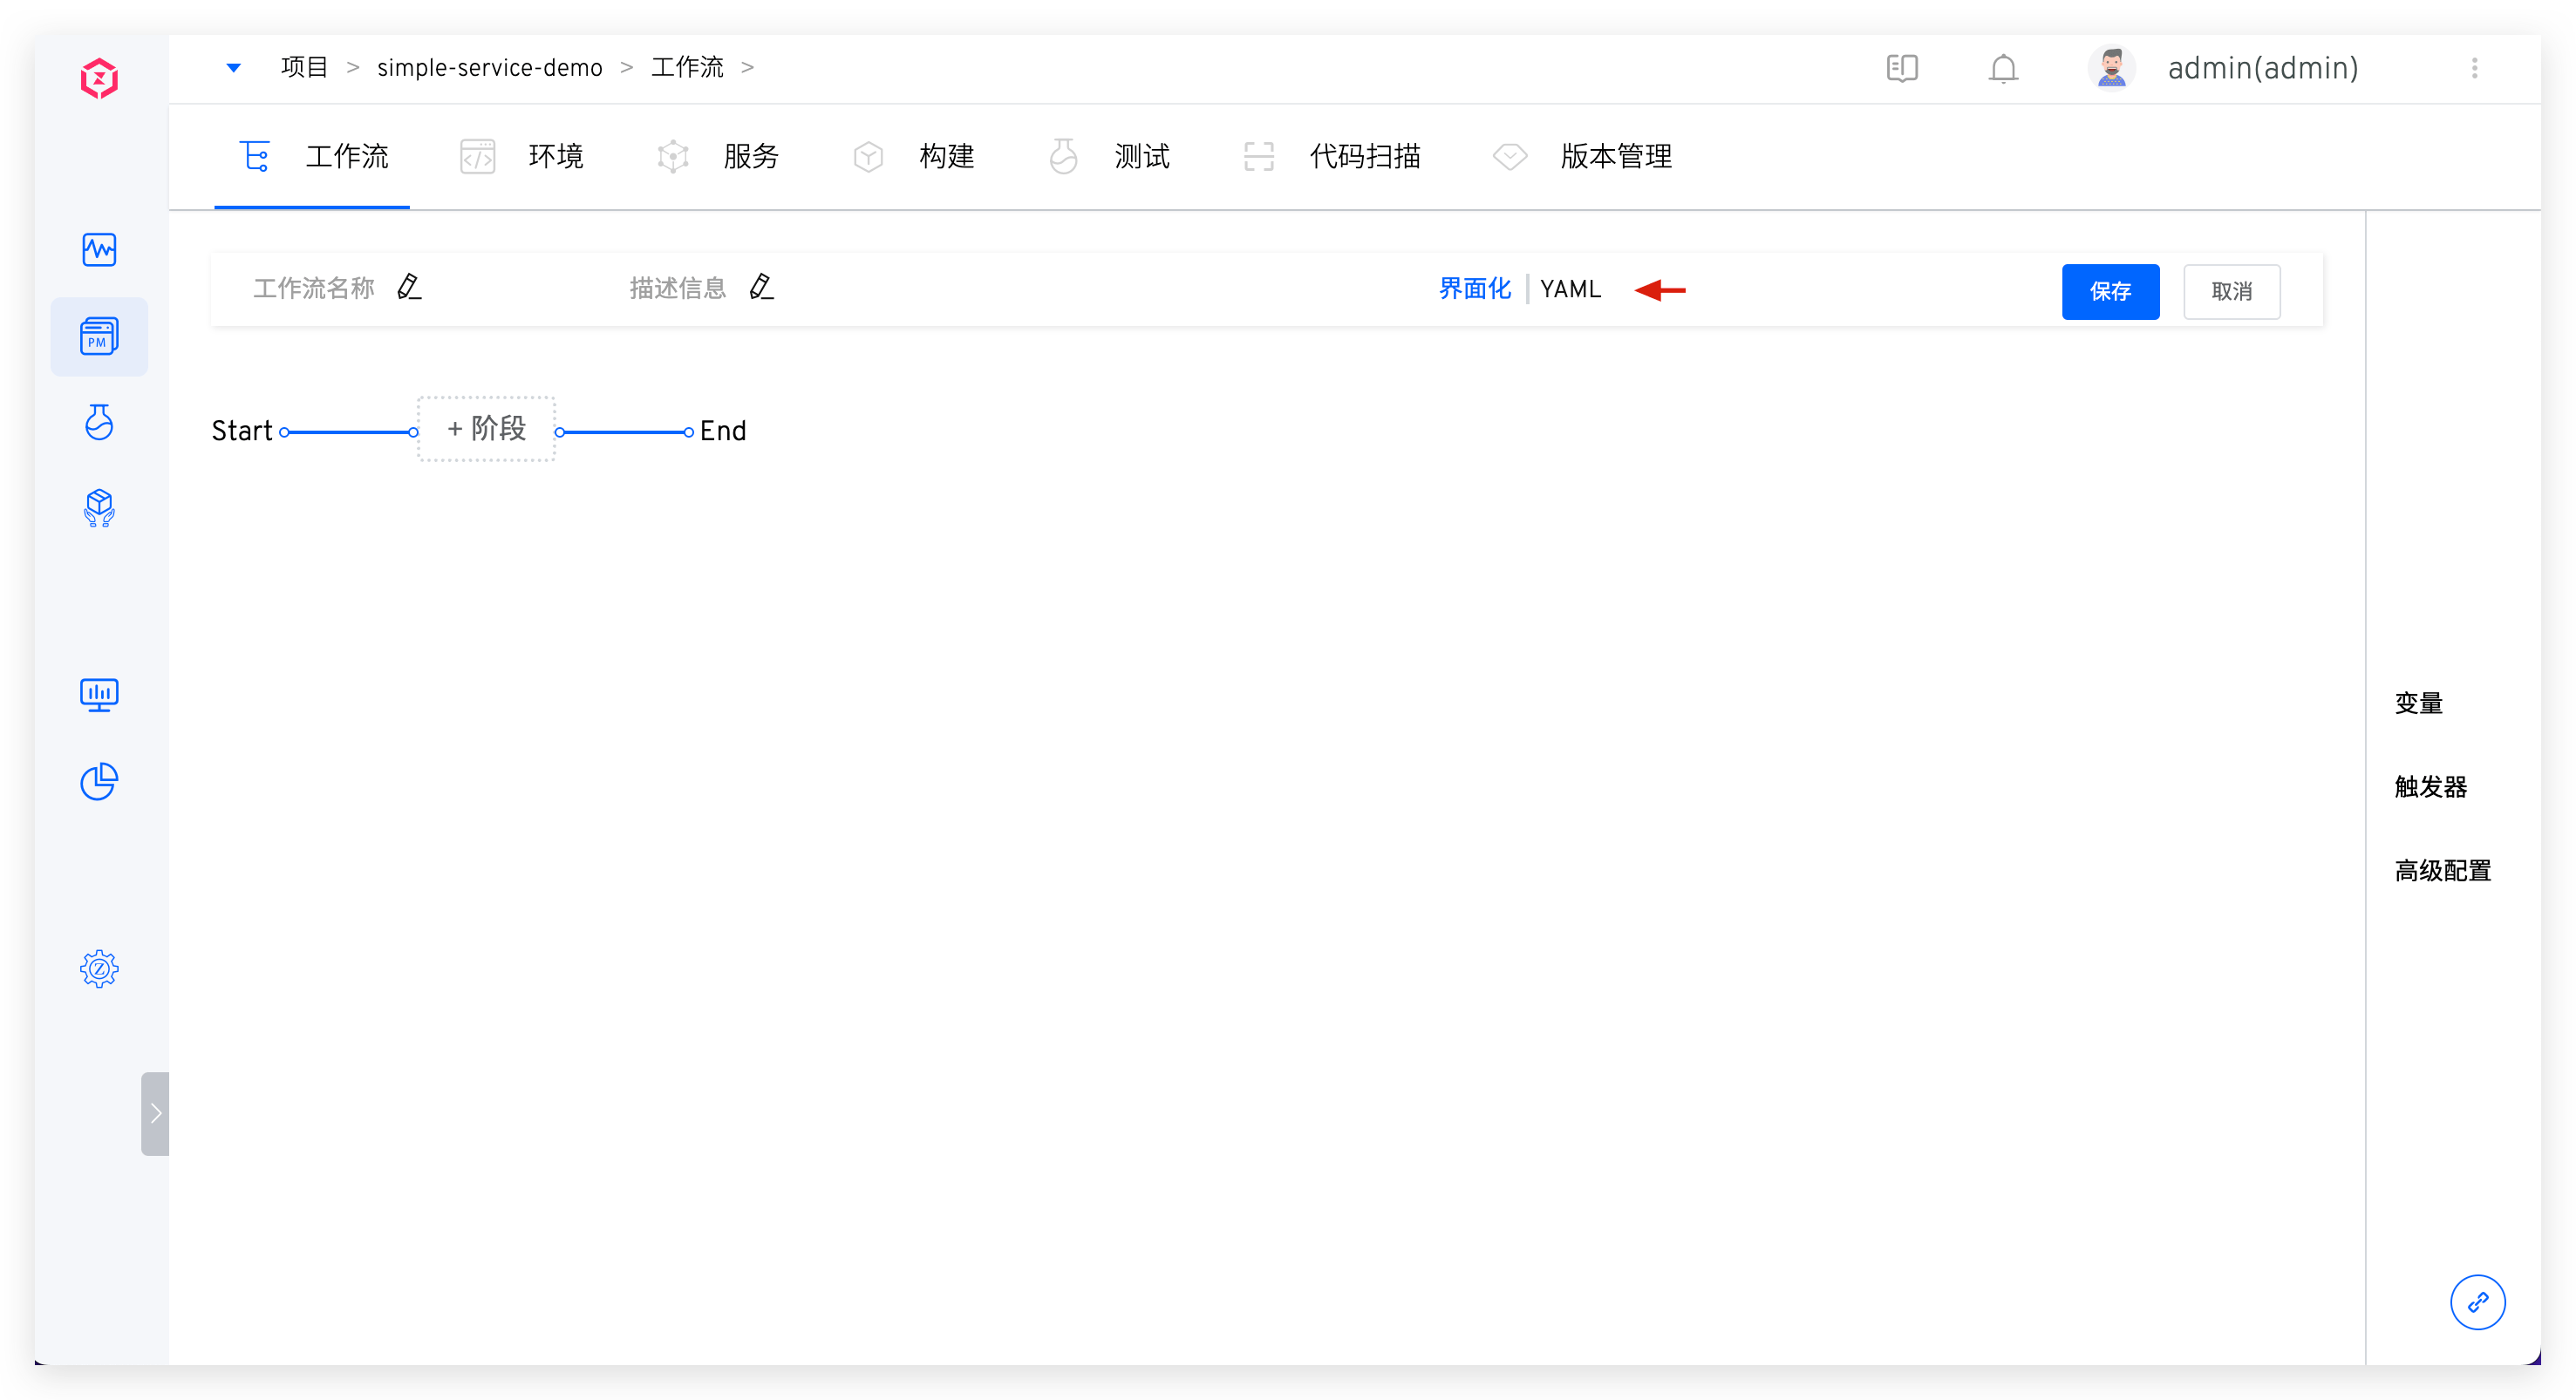 项目 > simple-service-demo > 工作流 >
admin(admin)
工作流 环境 服务 构建 测试 代码扫描 版本管理
工作流名称 描述信息 界面化 | YAML 保存 取消
PM
Start + 阶段 End
变量
触发器
高级配置